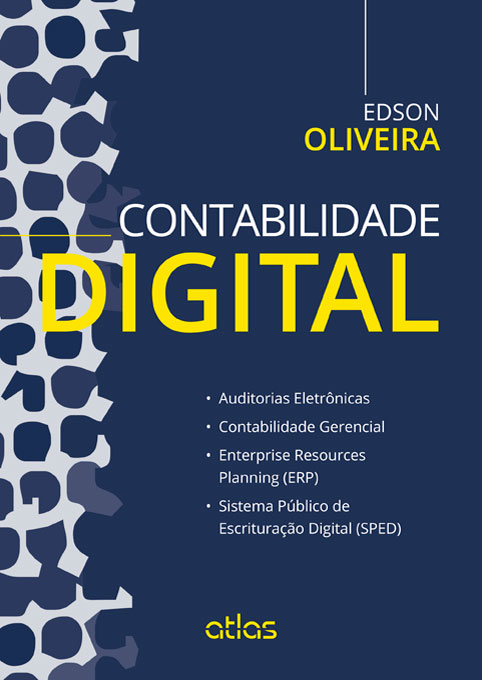 EDSON
OLIVEIRA
CONTABILIDADE
DIGITAL
• Auditorias Eletrônicas
• Contabilidade Gerencial
• Enterprise Resources
Planning (ERP)
• Sistema Público de
Escrituração Digital (SPED)
atlas